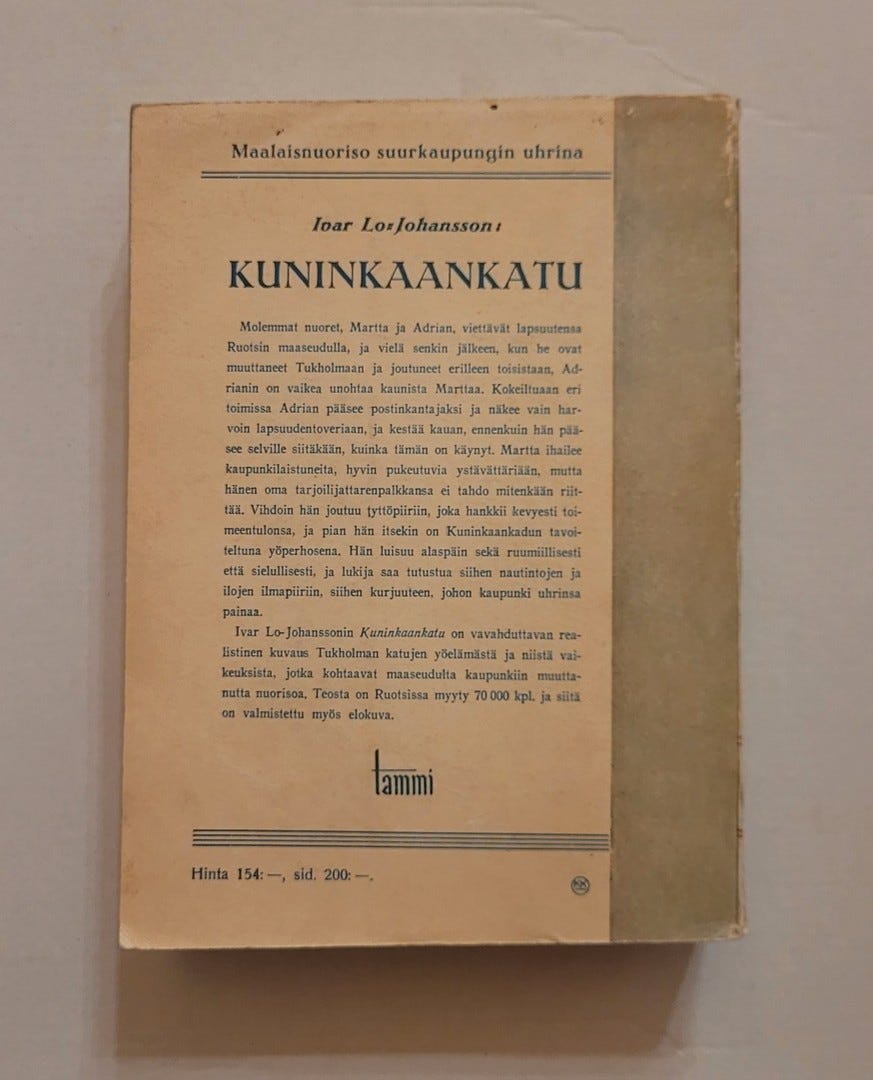 Maalaisnuoriso suurkaupungin uhrina
Ivar Lo-Johansson:
KUNINKAANKATU
Molemmat nuoret, Martta ja Adrian, viettävät lapsuutensa
Ruotsin maaseudulla, ja vielä senkin jälkeen, kun he ovat
muuttaneet Tukholmaan ja joutuneet erilleen toisistaan, Ad-
rianin on vaikea unohtaa kaunista Marttaa. Kokeiltuaan eri
toimissa Adrian pääsee postinkantajaksi ja näkee vain har-
voin lapsuudentoveriaan, ja kestää kauan, ennenkuin hän pää-
see selville siitäkään, kuinka tämän on käynyt. Martta ihailee
kaupunkilaistuneita, hyvin pukeutuvia ystävättäriään, mutta
hänen oma tarjoilijattarenpalkkansa ei tahdo mitenkään riit-
tää. Vihdoin hän joutuu tyttöpiiriin, joka hankkii kevyesti toi-
meentulonsa, ja pian hän itsekin on Kuninkaankadun tavoi-
teltuna yöperhosena. Hän luisuu alaspäin sekä ruumiillisesti
että sielullisesti, ja lukija saa tutustua siihen nautintojen ja
ilojen ilmapiiriin, siihen kurjuuteen, johon kaupunki uhrinsa
painaa.
Ivar Lo-Johanssonin Kuninkaankatu on vavahduttavan rea-
listinen kuvaus Tukholman katujen yöelämästä ja niistä vai-
keuksista, jotka kohtaavat maaseudulta kaupunkiin muutta-
nutta nuorisoa. Teosta on Ruotsissa myyty 70 000 kpl. ja siitä
on valmistettu myös elokuva.
tammi
Hinta 154:—, sid. 200:—.